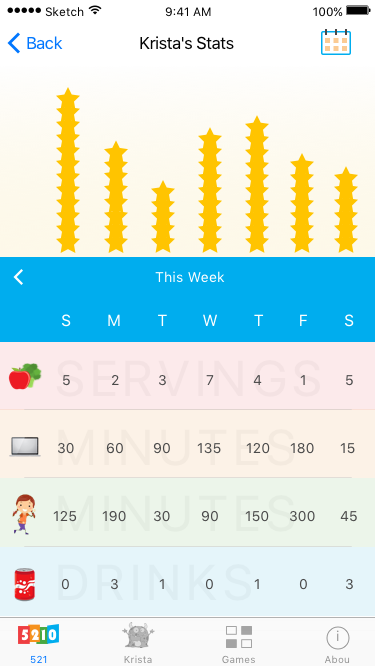 Sketch 9:41 AM 100%
Back Krista's Stats
This Week
S M T W T F S
SERVINGS
5 2 3 7 4 1 5
MINUTES
30 60 90 135 120 180 15
MINUTES
125 190 30 90 150 300 45
DRINKS
0 3 1 0 1 0 3
5210
521 Krista Games Abou